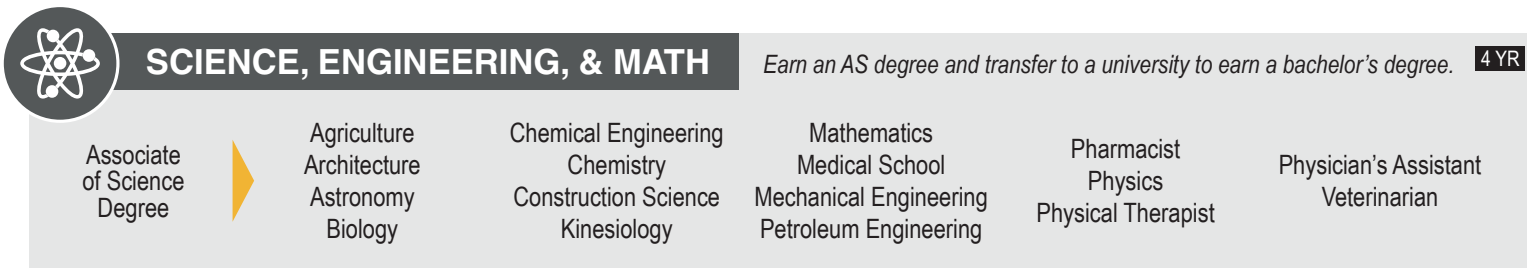 SCIENCE, ENGINEERING, & MATH
Earn an AS degree and transfer to a university to earn a bachelor's degree.
4 YR
Associate
of Science
Degree
Agriculture
Architecture
Astronomy
Biology
Chemical Engineering
Chemistry
Construction Science
Kinesiology
Mathematics
Medical School
Mechanical Engineering
Petroleum Engineering
Pharmacist
Physics
Physical Therapist
Physician's Assistant
Veterinarian